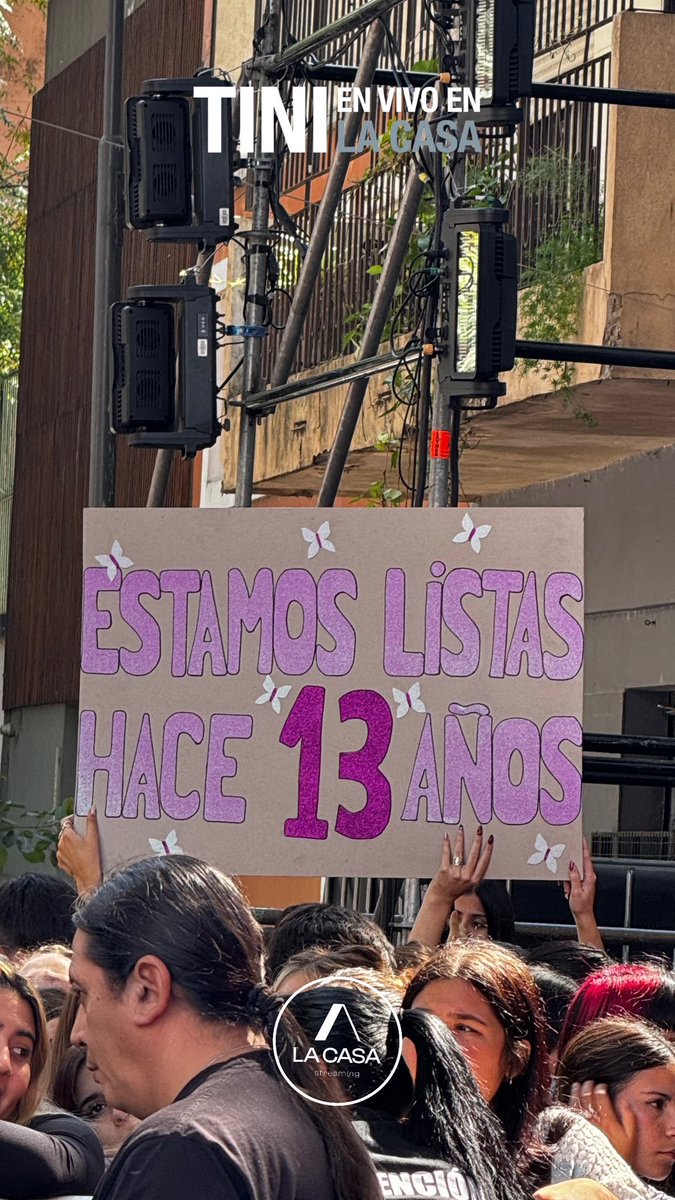 TINI EN VIVO EN
LA CASA
ESTAMOS LISTAS
HACE 13 AÑOS
LA CASA
streaming
ENCIÓ